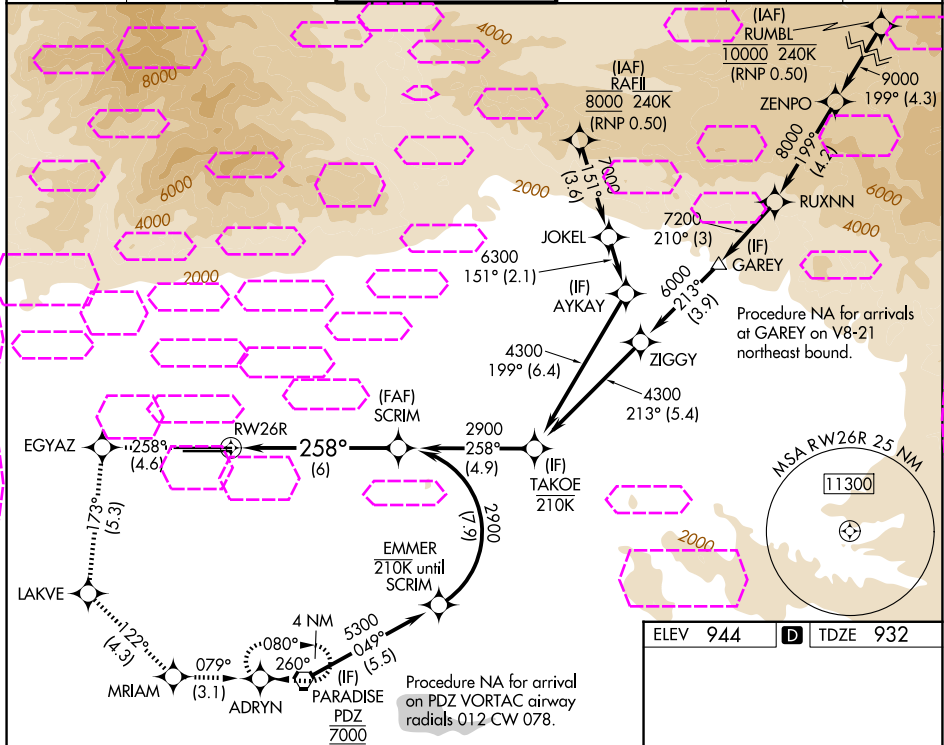 (IAF)
RUMBL
10000 240K
(RNP 0.50)
9000
199° (4.3)
4000
(IAF)
RAFII
8000 240K
(RNP 0.50)
ZENPO
8000
8000
199°
(4.2)
7000
151°
(3.6)
6000
2000
6000
RUXNN
4000
7200
210° (3)
4000
JOKEL
6300
151° (2.1)
(IF)
GAREY
2000
(IF)
AYKAY
6000
213°
(3.9)
Procedure NA for arrivals
at GAREY on V8-21
northeast bound.
ZIGGY
4300
199° (6.4)
4300
213° (5.4)
(FAF)
SCRIM
EGYAZ
258°
(4.6)
RW26R
258°
(6)
2900
258°
(4.9)
(IF)
TAKOE
210K
MSA RW26R 25 NM
11300
173°
(5.3)
2900
(7.9)
2000
EMMER
210K until
SCRIM
LAKVE
122°
(4.3)
4 NM
080°
260°
5300
049°
(5.5)
ELEV 944
D
TDZE 932
MRIAM
079°
(3.1)
ADRYN
(IF)
PARADISE
PDZ
7000
Procedure NA for arrival
on PDZ VORTAC airway
radials 012 CW 078.